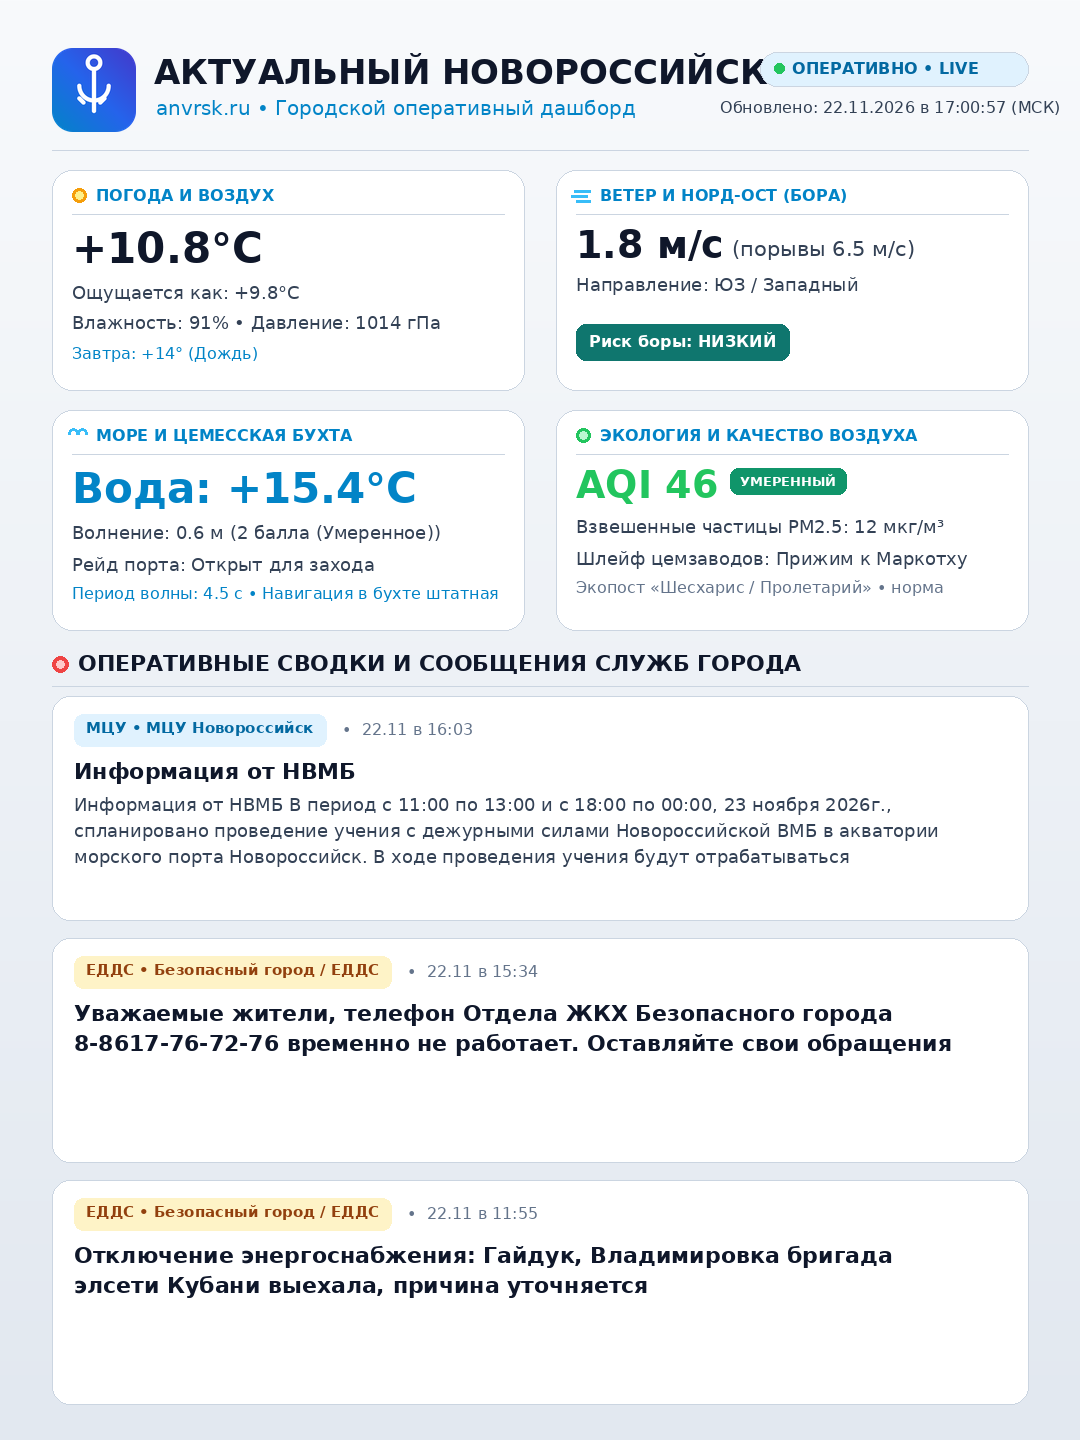 АКТУАЛЬНЫЙ НОВОРОССИЙСК
ОПЕРАТИВНО • LIVE
anvrsk.ru • Городской оперативный дашборд
Обновлено: 22.11.2026 в 17:00:57 (МСК)
ПОГОДА И ВОЗДУХ
+10.8°C
Ощущается как: +9.8°C
Влажность: 91% • Давление: 1014 гПа
Завтра: +14° (Дождь)
ВЕТЕР И НОРД-ОСТ (БОРА)
1.8 м/с (порывы 6.5 м/с)
Направление: ЮЗ / Западный
Риск боры: НИЗКИЙ
МОРЕ И ЦЕМЕССКАЯ БУХТА
Вода: +15.4°C
Волнение: 0.6 м (2 балла (Умеренное))
Рейд порта: Открыт для захода
Период волны: 4.5 с • Навигация в бухте штатная
ЭКОЛОГИЯ И КАЧЕСТВО ВОЗДУХА
AQI 46 УМЕРЕННЫЙ
Взвешенные частицы PM2.5: 12 мкг/м³
Шлейф цемзаводов: Прижим к Маркотху
Экопост «Шесхарис / Пролетарий» • норма
ОПЕРАТИВНЫЕ СВОДКИ И СООБЩЕНИЯ СЛУЖБ ГОРОДА
МЦУ • МЦУ Новороссийск • 22.11 в 16:03
Информация от НВМБ
Информация от НВМБ В период с 11:00 по 13:00 и с 18:00 по 00:00, 23 ноября 2026г.,
спланировано проведение учения с дежурными силами Новороссийской ВМБ в акватории
морского порта Новороссийск. В ходе проведения учения будут отрабатываться
ЕДДС • Безопасный город / ЕДДС • 22.11 в 15:34
Уважаемые жители, телефон Отдела ЖКХ Безопасного города
8-8617-76-72-76 временно не работает. Оставляйте свои обращения
ЕДДС • Безопасный город / ЕДДС • 22.11 в 11:55
Отключение энергоснабжения: Гайдук, Владимировка бригада
элсети Кубани выехала, причина уточняется